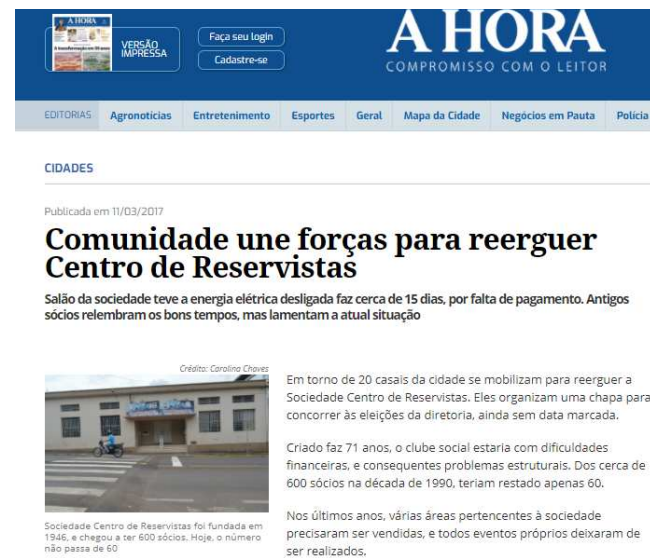 A HORA
VERSÃO
IMPRESSA
Faça seu login
Cadastre-se
A HORA
COMPROMISSO COM O LEITOR
EDITORIAS Agronotícias Entretenimento Esportes Geral Mapa da Cidade Negócios em Pauta Polícia
CIDADES
Publicada em 11/03/2017
Comunidade une forças para reerguer
Centro de Reservistas
Salão da sociedade teve a energia elétrica desligada faz cerca de 15 dias, por falta de pagamento. Antigos
sócios relembram os bons tempos, mas lamentam a atual situação
Crédito: Carolina Chaves
Sociedade Centro de Reservistas foi fundada em
1946, e chegou a ter 600 sócios. Hoje, o número
não passa de 60
Em torno de 20 casais da cidade se mobilizam para reerguer a
Sociedade Centro de Reservistas. Eles organizam uma chapa para
concorrer às eleições da diretoria, ainda sem data marcada.
Criado faz 71 anos, o clube social estaria com dificuldades
financeiras, e consequentes problemas estruturais. Dos cerca de
600 sócios na década de 1990, teriam restado apenas 60.
Nos últimos anos, várias áreas pertencentes à sociedade
precisaram ser vendidas, e todos eventos próprios deixaram de
ser realizados.